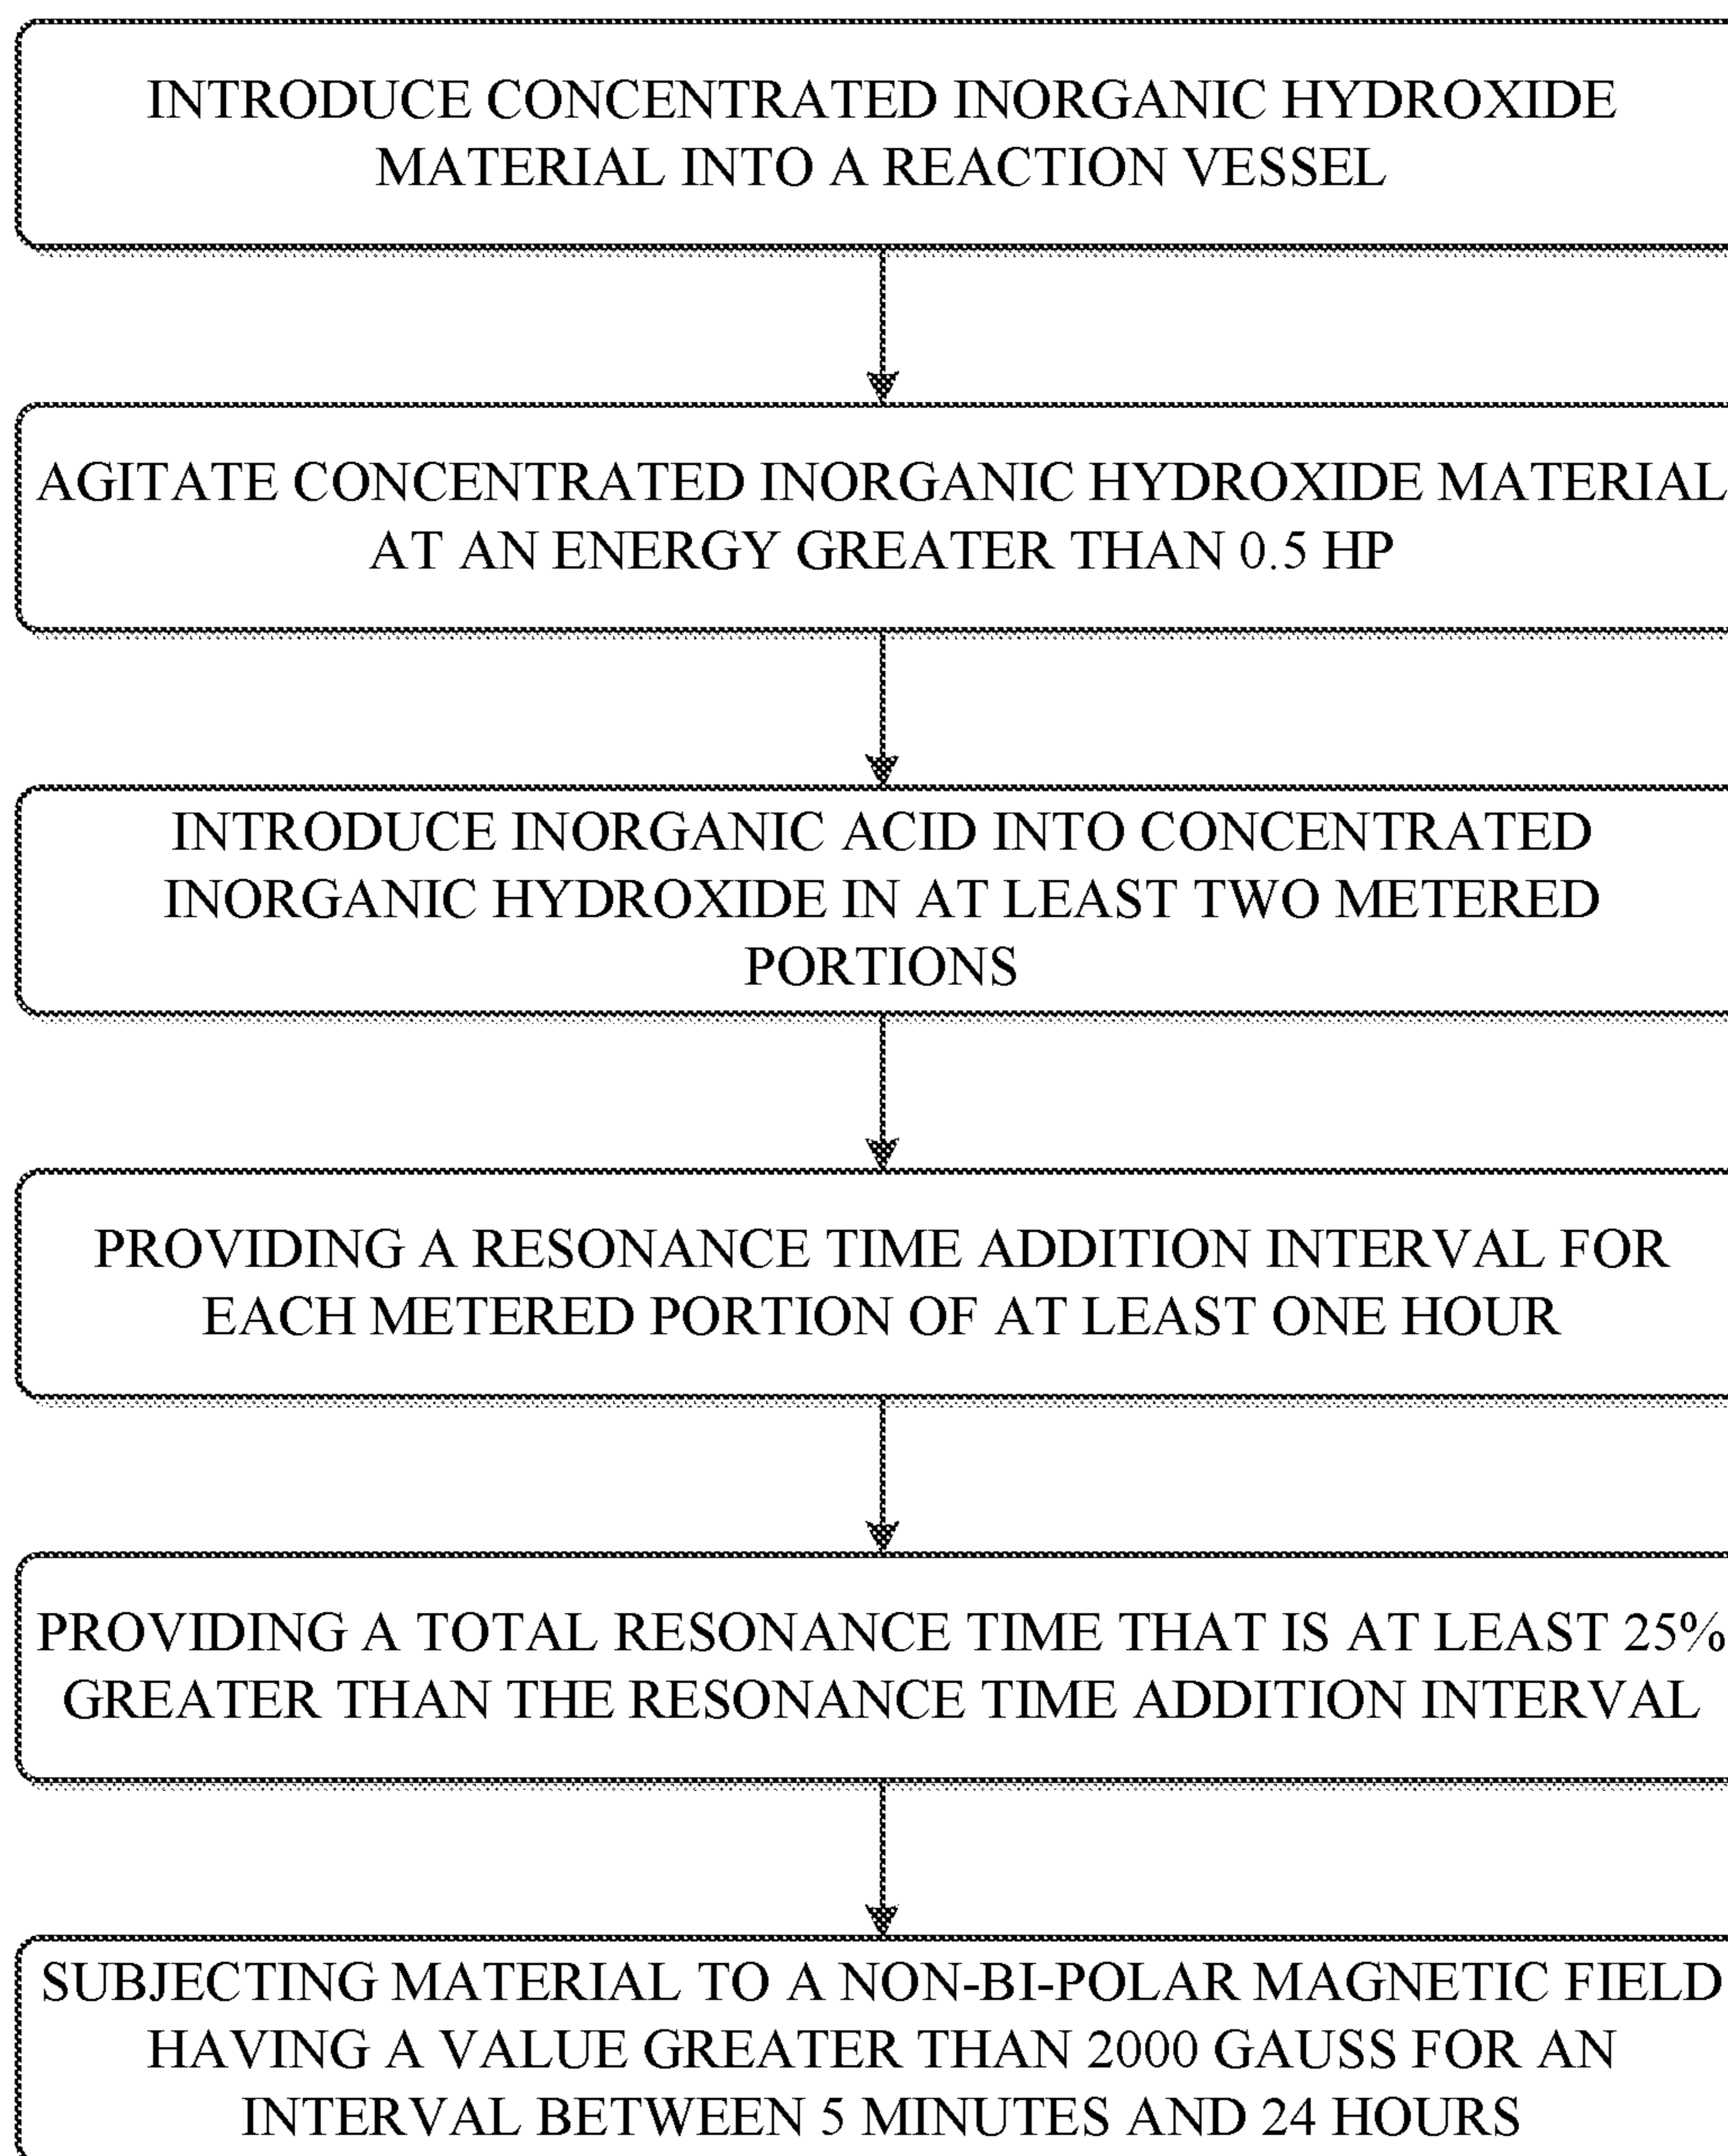 INTRODUCE CONCENTRATED INORGANIC HYDROXIDE
MATERIAL INTO A REACTION VESSEL
AGITATE CONCENTRATED INORGANIC HYDROXIDE MATERIAL
AT AN ENERGY GREATER THAN 0.5 HP
INTRODUCE INORGANIC ACID INTO CONCENTRATED
INORGANIC HYDROXIDE IN AT LEAST TWO METERED
PORTIONS
PROVIDING A RESONANCE TIME ADDITION INTERVAL FOR
EACH METERED PORTION OF AT LEAST ONE HOUR
PROVIDING A TOTAL RESONANCE TIME THAT IS AT LEAST 25%
GREATER THAN THE RESONANCE TIME ADDITION INTERVAL
SUBJECTING MATERIAL TO A NON-BI-POLAR MAGNETIC FIELD
HAVING A VALUE GREATER THAN 2000 GAUSS FOR AN
INTERVAL BETWEEN 5 MINUTES AND 24 HOURS